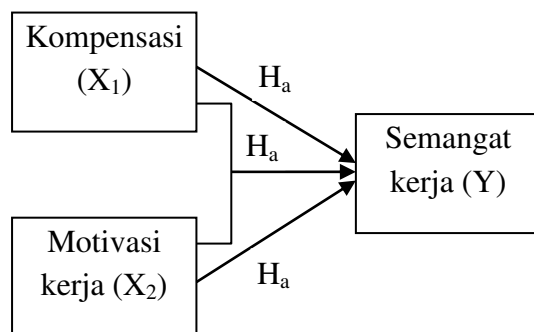 Kompensasi
(X₁)
Hₐ
Hₐ
Semangat
kerja (Y)
Motivasi
kerja (X₂)
Hₐ